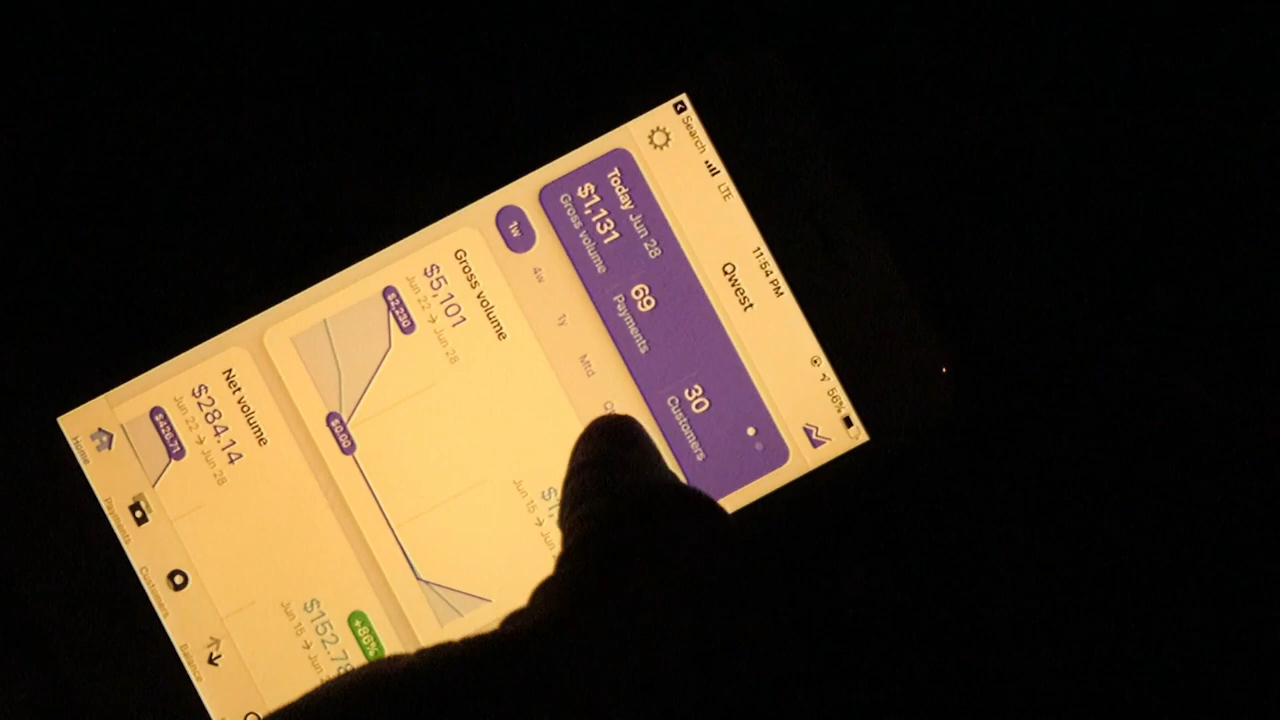 Search LTE 11:54 PM 56%
Qwest
Today Jun 28
$1,131 69 30
Gross volume Payments Customers
1w 4w 1y Mtd
Gross volume
$5,101
Jun 22 → Jun 28 Jun 15 →
$2,230
$0.00
Net volume +86%
$284.14
Jun 22 → Jun 28 Jun 15 →
$426.71
Home Payments Customers Balance